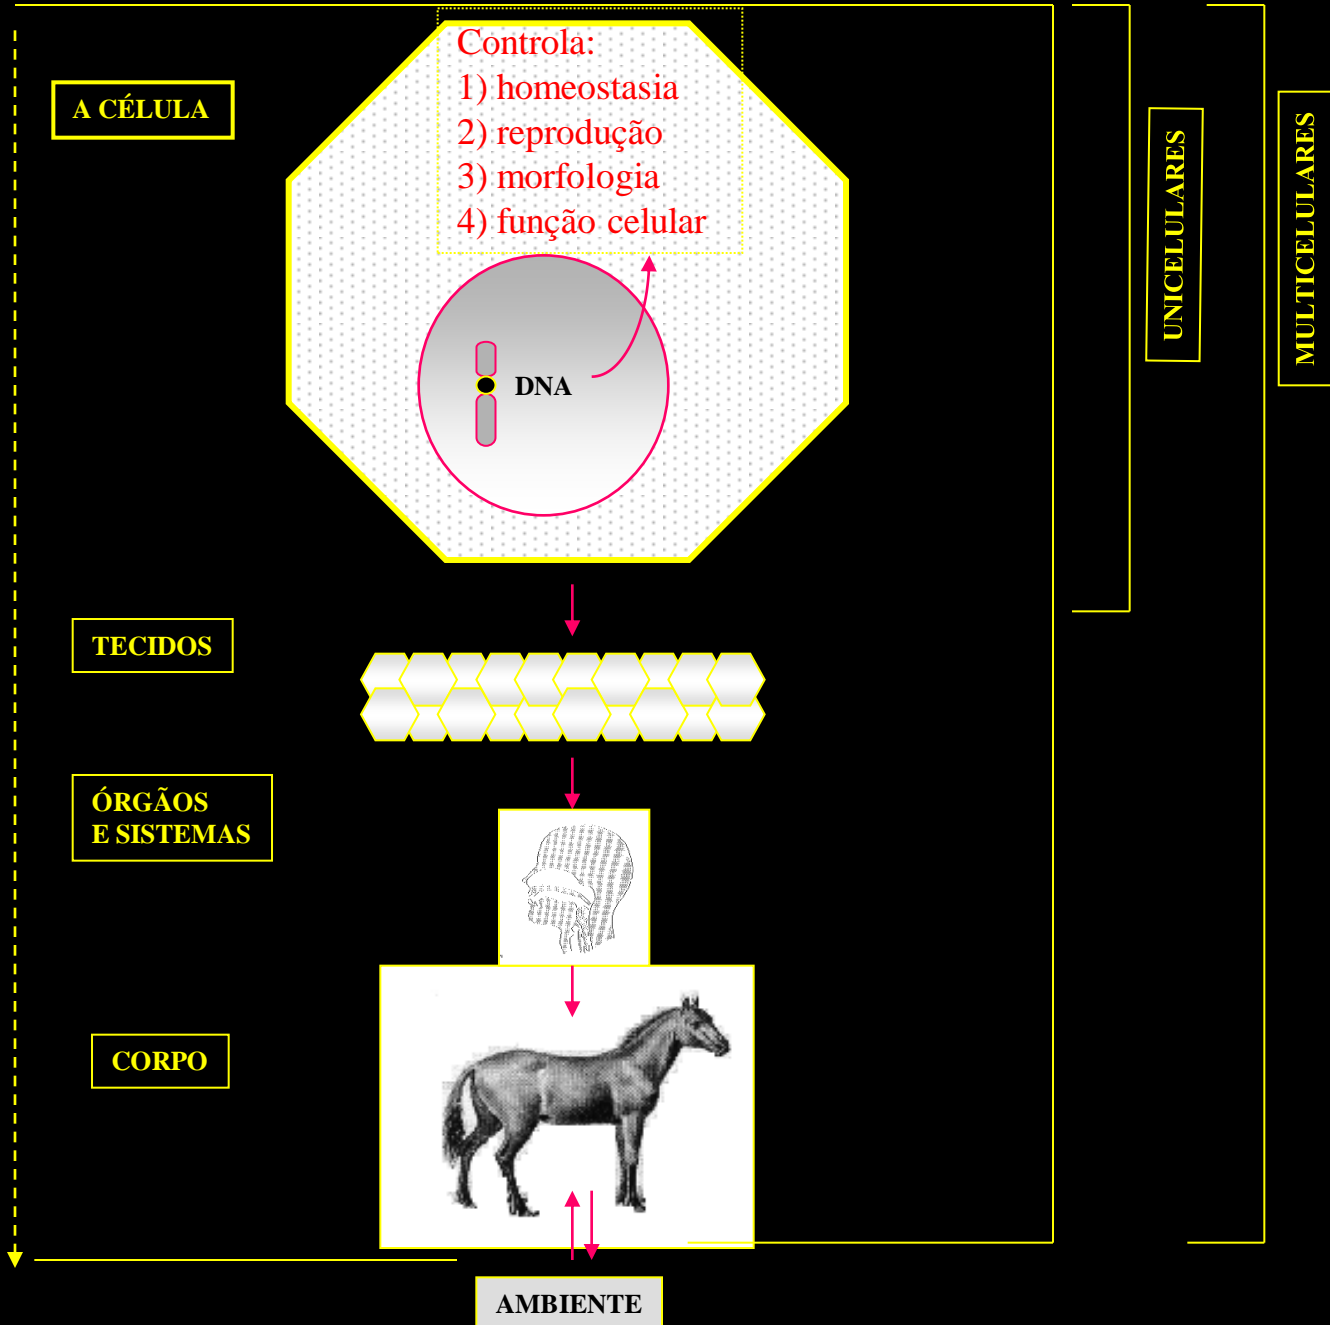 Controla:
1) homeostasia
2) reprodução
3) morfologia
4) função celular
A CÉLULA
DNA
UNICELULARES
MULTICELULARES
TECIDOS
ÓRGÃOS
E SISTEMAS
CORPO
AMBIENTE